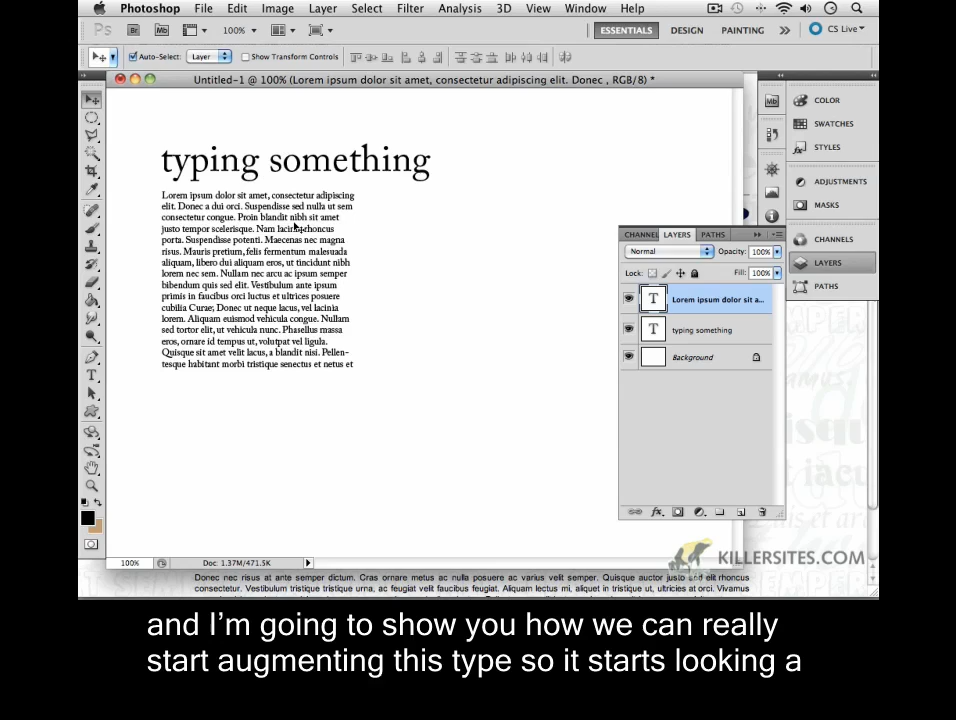 Photoshop File Edit Image Layer Select Filter Analysis 3D View Window Help
Ps Br Mb 100% ESSENTIALS DESIGN PAINTING CS Live
Auto-Select: Layer Show Transform Controls
Untitled-1 @ 100% (Lorem ipsum dolor sit amet, consectetur adipiscing elit. Donec , RGB/8) *
typing something
Lorem ipsum dolor sit amet, consectetur adipiscing
elit. Donec a dui orci. Suspendisse sed nulla ut sem
consectetur congue. Proin blandit nibh sit amet
justo tempor scelerisque. Nam lacinia rhoncus
porta. Suspendisse potenti. Maecenas nec magna
risus. Mauris pretium, felis fermentum malesuada
aliquam, libero dui aliquam eros, ut tincidunt nibh
lorem nec sem. Nullam nec arcu ac ipsum semper
bibendum quis sed elit. Vestibulum ante ipsum
primis in faucibus orci luctus et ultrices posuere
cubilia Curae; Donec ut neque lacus, vel lacinia
lorem. Aliquam euismod vehicula congue. Nullam
sed tortor elit, ut vehicula nunc. Phasellus massa
eros, ornare id tempus ut, volutpat vel ligula.
Quisque sit amet velit lacus, a blandit nisi. Pellen-
tesque habitant morbi tristique senectus et netus et
Mb
COLOR
SWATCHES
STYLES
ADJUSTMENTS
MASKS
CHANNELS
LAYERS
PATHS
CHANNEL LAYERS PATHS
Normal Opacity: 100%
Lock: Fill: 100%
T Lorem ipsum dolor sit a...
T typing something
Background
100% Doc: 1.37M/471.5K
KILLERSITES.COM
Donec nec risus at ante semper dictum. Cras ornare metus ac nulla posuere ac varius velit semper. Quisque auctor justo sed elit rhoncus
consectetur. Vestibulum tristique tristique urna, ac feugiat velit faucibus feugiat. Aliquam lectus mi, aliquet in tristique ut, ultricies at orci. Vivamus
and I'm going to show you how we can really
start augmenting this type so it starts looking a